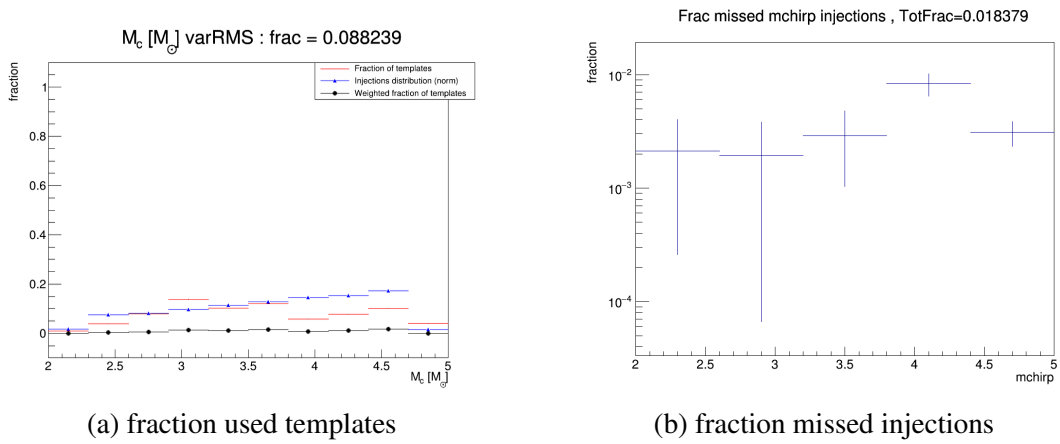 M_c [M_⊙] varRMS : frac = 0.088239
fraction
Fraction of templates
Injections distribution (norm)
Weighted fraction of templates
1
0.8
0.6
0.4
0.2
0
2 2.5 3 3.5 4 4.5 5
M_c [M_⊙]
(a) fraction used templates
Frac missed mchirp injections , TotFrac=0.018379
fraction
10^-2
10^-3
10^-4
2 2.5 3 3.5 4 4.5 5
mchirp
(b) fraction missed injections